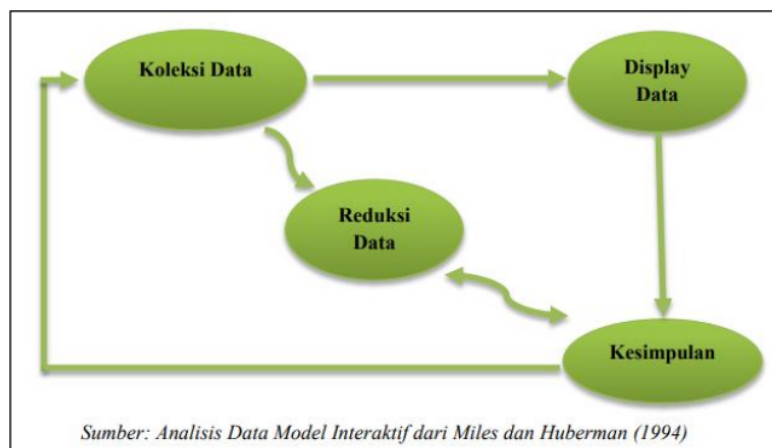 Koleksi Data
Display
Data
Reduksi
Data
Kesimpulan
Sumber: Analisis Data Model Interaktif dari Miles dan Huberman (1994)